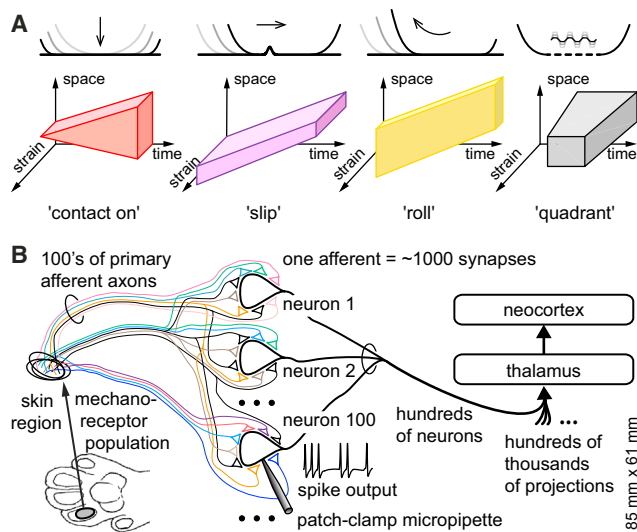 A
space
strain
time
'contact on'
space
strain
time
'slip'
space
strain
time
'roll'
space
strain
time
'quadrant'
B
100's of primary
afferent axons
one afferent = ~1000 synapses
neuron 1
neuron 2
neuron 100
skin
region
mechano-
receptor
population
spike output
patch-clamp micropipette
hundreds
of neurons
neocortex
thalamus
hundreds of
thousands
of projections
85 mm x 61 mm